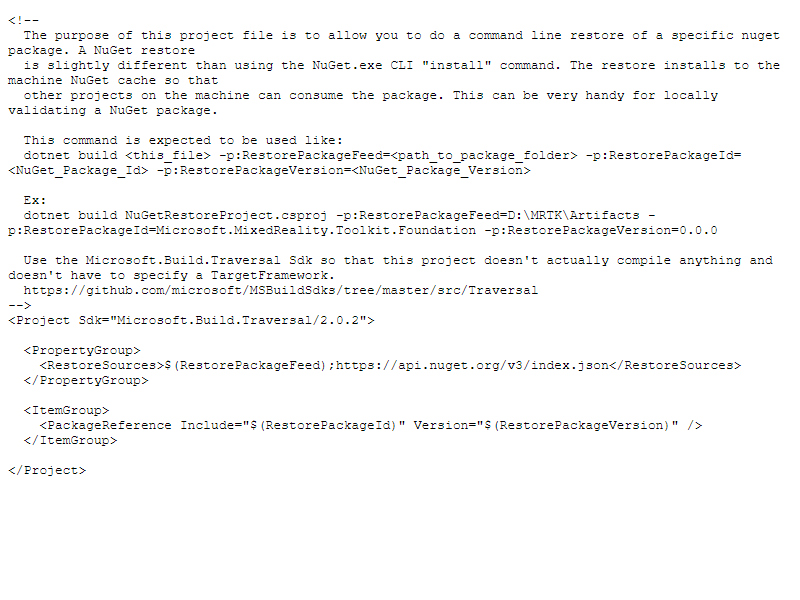 <!--
  The purpose of this project file is to allow you to do a command line restore of a specific nuget
package. A NuGet restore
  is slightly different than using the NuGet.exe CLI "install" command. The restore installs to the
machine NuGet cache so that
  other projects on the machine can consume the package. This can be very handy for locally
validating a NuGet package.

  This command is expected to be used like:
  dotnet build <this_file> -p:RestorePackageFeed=<path_to_package_folder> -p:RestorePackageId=
<NuGet_Package_Id> -p:RestorePackageVersion=<NuGet_Package_Version>

  Ex:
  dotnet build NuGetRestoreProject.csproj -p:RestorePackageFeed=D:\MRTK\Artifacts -
p:RestorePackageId=Microsoft.MixedReality.Toolkit.Foundation -p:RestorePackageVersion=0.0.0

  Use the Microsoft.Build.Traversal Sdk so that this project doesn't actually compile anything and
doesn't have to specify a TargetFramework.
  https://github.com/microsoft/MSBuildSdks/tree/master/src/Traversal
-->
<Project Sdk="Microsoft.Build.Traversal/2.0.2">

  <PropertyGroup>
    <RestoreSources>$(RestorePackageFeed);https://api.nuget.org/v3/index.json</RestoreSources>
  </PropertyGroup>

  <ItemGroup>
    <PackageReference Include="$(RestorePackageId)" Version="$(RestorePackageVersion)" />
  </ItemGroup>

</Project>